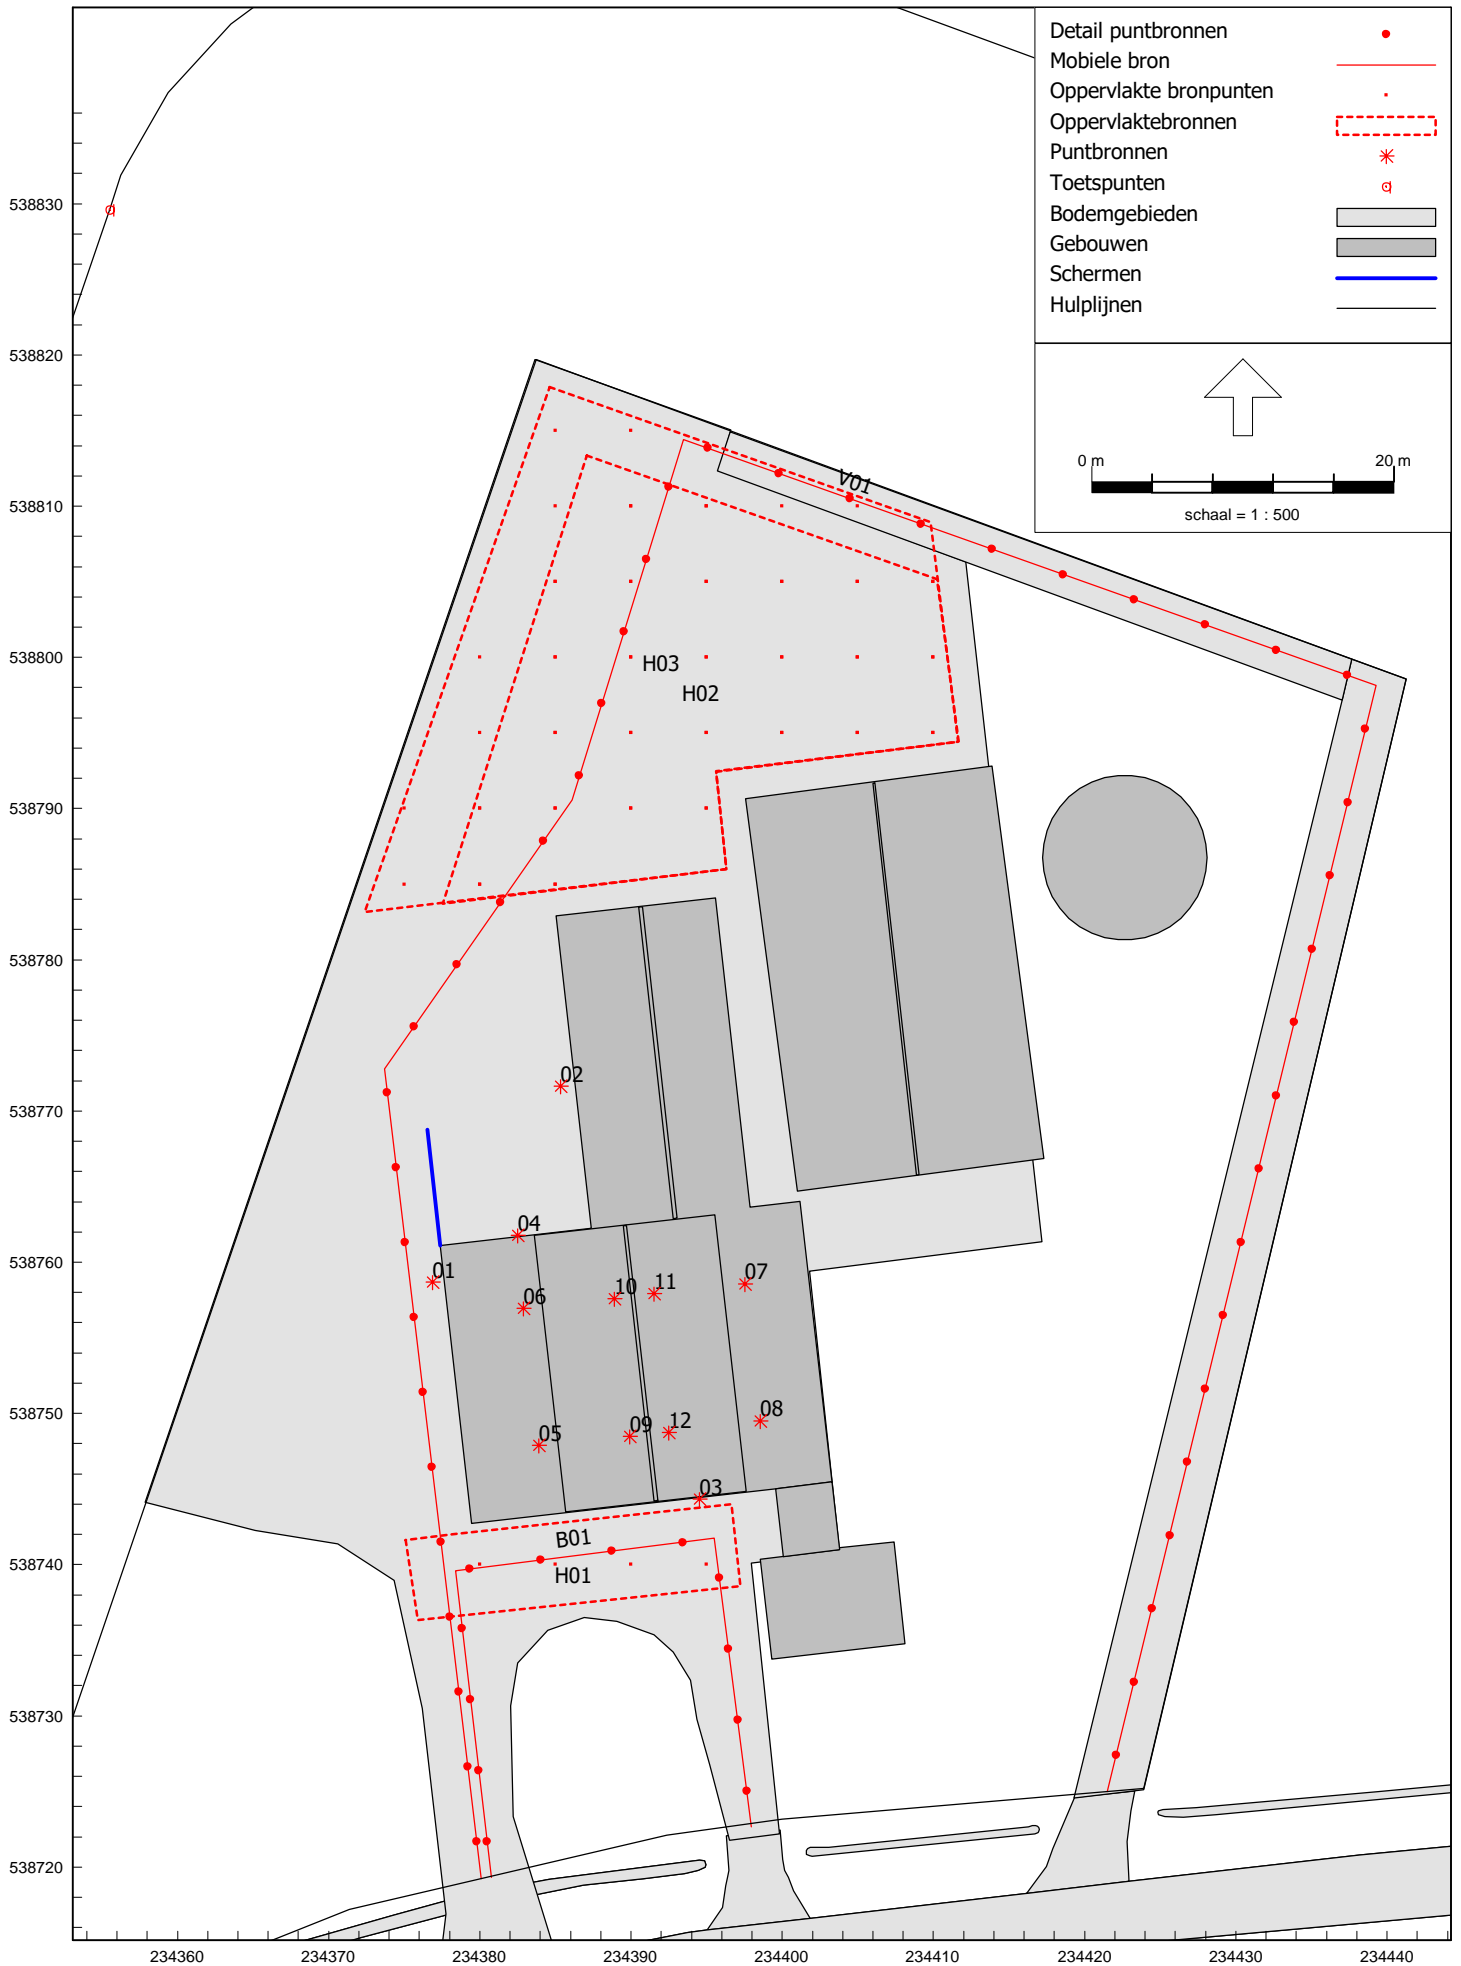 Detail puntbronnen
Mobiele bron
Oppervlakte bronpunten
Oppervlaktebronnen
Puntbronnen
Toetspunten
Bodemgebieden
Gebouwen
Schermen
Hulplijnen
0 m 20 m
schaal = 1 : 500
538830
538820
538810
538800
538790
538780
538770
538760
538750
538740
538730
538720
V01
H03
H02
02
04
01
06
10
11
07
05
09
12
08
03
B01
H01
234360 234370 234380 234390 234400 234410 234420 234430 234440